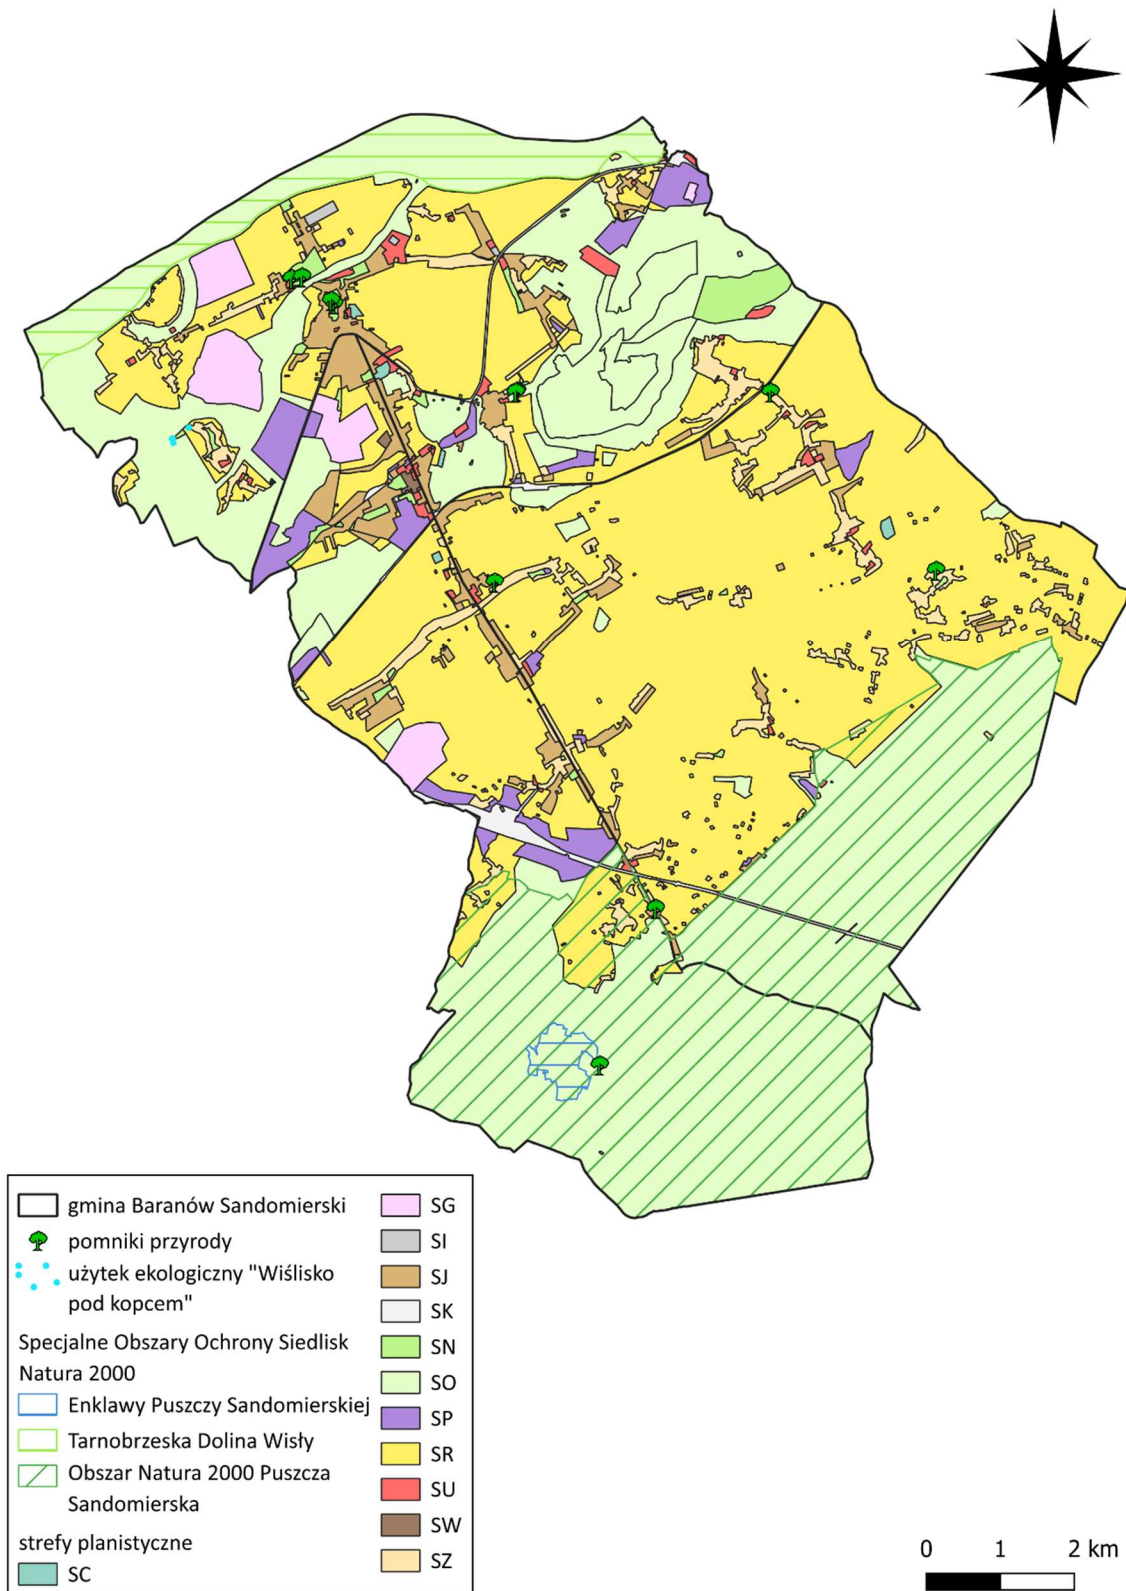 gmina Baranów Sandomierski
pomniki przyrody
użytek ekologiczny "Wiślisko
pod kopcem"
Specjalne Obszary Ochrony Siedlisk
Natura 2000
Enklawy Puszczy Sandomierskiej
Tarnobrzeska Dolina Wisły
Obszar Natura 2000 Puszcza
Sandomierska
strefy planistyczne
SC
SG
SI
SJ
SK
SN
SO
SP
SR
SU
SW
SZ
0 1 2 km